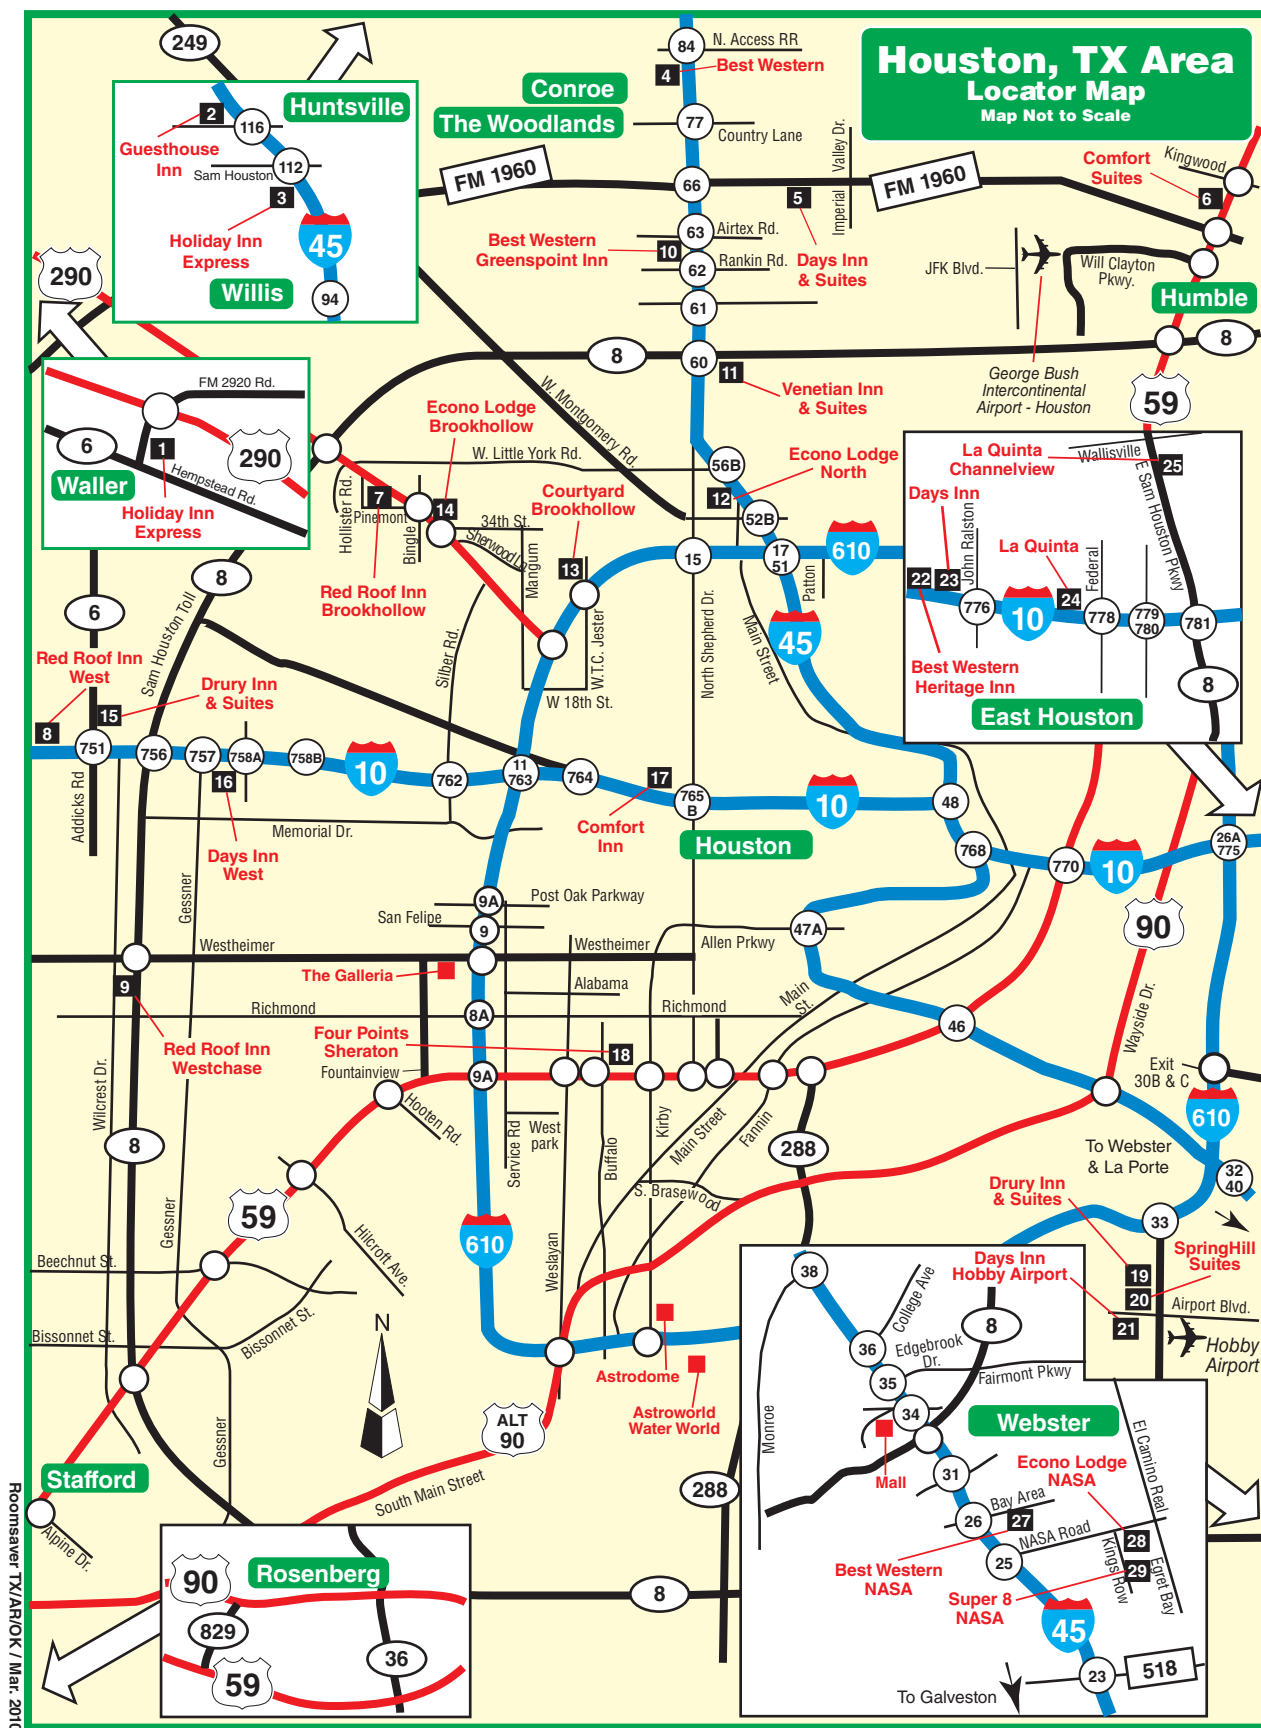 Houston, TX Area
Locator Map
Map Not to Scale
249
Huntsville
2
116
Guesthouse
Inn
Sam Houston
112
3
Holiday Inn
Express
45
Willis
94
84
N. Access RR
4
Best Western
Conroe
The Woodlands
77
Country Lane
FM 1960
66
Imperial Valley Dr.
FM 1960
5
Days Inn
& Suites
Comfort
Suites
Kingwood
6
63
Airtex Rd.
Best Western
Greenspoint Inn
10
62
Rankin Rd.
61
JFK Blvd.
Will Clayton
Pkwy.
Humble
290
8
60
8
11
Venetian Inn
& Suites
George Bush
Intercontinental
Airport - Houston
59
FM 2920 Rd.
6
1
290
Waller
Hempstead Rd.
Holiday Inn
Express
W. Montgomery Rd.
Econo Lodge
Brookhollow
W. Little York Rd.
56B
Econo Lodge
North
12
52B
Hollister Rd.
7
Pinemont
14
Bingle
34th St.
Sherwood Ln.
Mangum
Courtyard
Brookhollow
13
Red Roof Inn
Brookhollow
15
17
51
610
Patton
W.T.C. Jester
W 18th St.
Silber Rd.
North Shepherd Dr.
Main Street
45
La Quinta
Channelview
Wallisville
25
E Sam Houston Pkwy
Days Inn
John Ralston
La Quinta
Federal
22
23
24
776
10
778
779
780
781
Best Western
Heritage Inn
8
East Houston
8
6
Sam Houston Toll
Red Roof Inn
West
8
15
Drury Inn
& Suites
751
756
757
758A
758B
10
762
11
763
764
17
765
B
10
48
16
Addicks Rd
Memorial Dr.
Comfort
Inn
Houston
768
770
10
26A
775
Days Inn
West
Gessner
9A
Post Oak Parkway
San Felipe
9
Allen Prkwy
47A
90
Westheimer
Westheimer
The Galleria
Alabama
9
Richmond
8A
Richmond
Main
St.
46
Wayside Dr.
Red Roof Inn
Westchase
Four Points
Sheraton
18
Fountainview
9A
Exit
30B & C
Wilcrest Dr.
Hooten Rd.
Service Rd
West
park
Buffalo
Kirby
Main Street
Fannin
288
610
8
To Webster
& La Porte
32
40
S. Brasewood
Drury Inn
& Suites
33
59
Gessner
Hilcroft Ave.
610
Weslayan
SpringHill
Suites
Beechnut St.
19
20
Airport Blvd.
21
Hobby
Airport
Bissonnet St.
Bissonnet St.
N
Astrodome
Astroworld
Water World
38
Days Inn
Hobby Airport
College Ave
8
36
Edgebrook
Dr.
Fairmont Pkwy
35
34
Monroe
Mall
Webster
El Camino Real
31
Econo Lodge
NASA
Bay Area
26
27
NASA Road
28
Kings Row
29
Egret Bay
25
Best Western
NASA
Super 8
NASA
45
23
518
To Galveston
ALT
90
Gessner
Stafford
South Main Street
288
Alpine Dr.
90
Rosenberg
829
59
36
8
Roomsaver TX/AR/OK / Mar. 2010